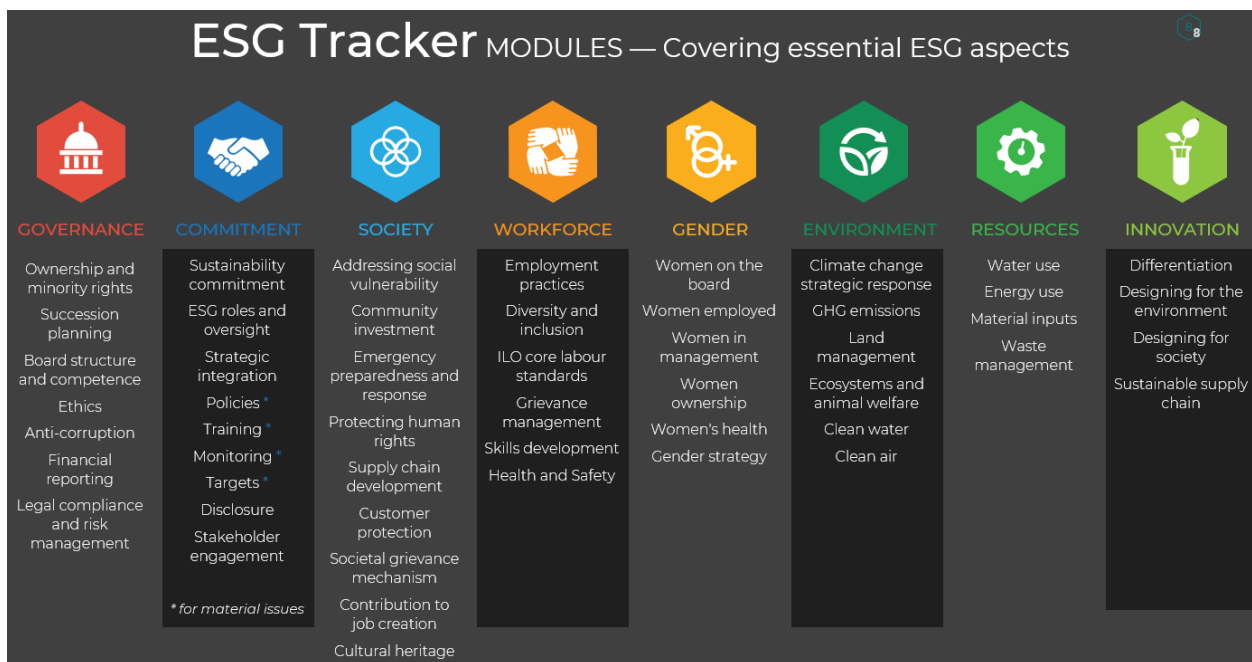 ESG Tracker MODULES — Covering essential ESG aspects
8
8
GOVERNANCE
Ownership and
minority rights
Succession
planning
Board structure
and competence
Ethics
Anti-corruption
Financial
reporting
Legal compliance
and risk
management
COMMITMENT
Sustainability
commitment
ESG roles and
oversight
Strategic
integration
Policies *
Training *
Monitoring *
Targets *
Disclosure
Stakeholder
engagement
* for material issues
SOCIETY
Addressing social
vulnerability
Community
investment
Emergency
preparedness and
response
Protecting human
rights
Supply chain
development
Customer
protection
Societal grievance
mechanism
Contribution to
job creation
Cultural heritage
WORKFORCE
Employment
practices
Diversity and
inclusion
ILO core labour
standards
Grievance
management
Skills development
Health and Safety
GENDER
Women on the
board
Women employed
Women in
management
Women
ownership
Women's health
Gender strategy
ENVIRONMENT
Climate change
strategic response
GHG emissions
Land
management
Ecosystems and
animal welfare
Clean water
Clean air
RESOURCES
Water use
Energy use
Material inputs
Waste
management
INNOVATION
Differentiation
Designing for the
environment
Designing for
society
Sustainable supply
chain